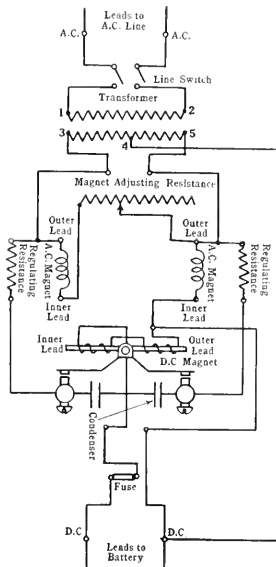 Leads to
A.C. Line
A.C.
A.C.
Line Switch
Transformer
1
2
3
4
5
Magnet Adjusting Resistance
Outer
Lead
Outer
Lead
Regulating
Resistance
A.C. Magnet
A.C. Magnet
Regulating
Resistance
Inner
Lead
Inner
Lead
Inner
Lead
Outer
Lead
D.C Magnet
A
A
Condenser
Fuse
D.C
D.C
Leads to
Battery